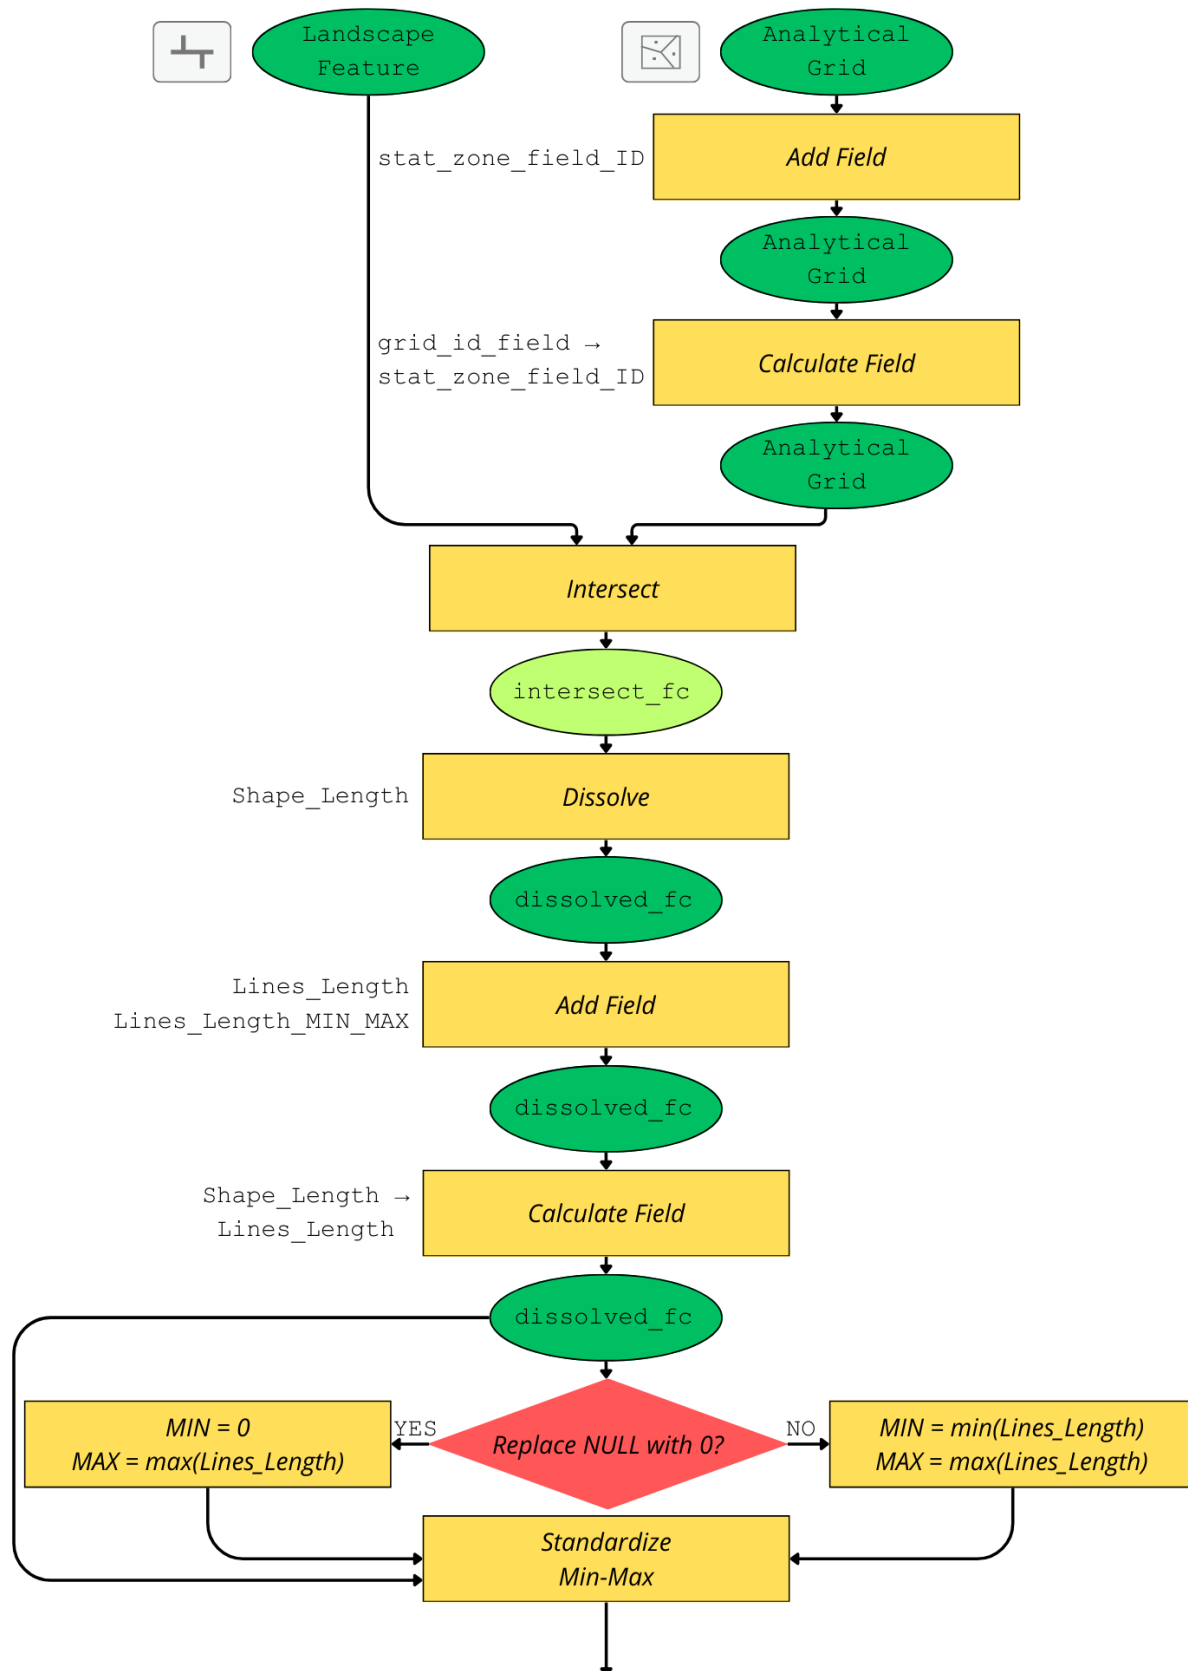 Landscape
Feature
Analytical
Grid
stat_zone_field_ID
Add Field
Analytical
Grid
grid_id_field →
stat_zone_field_ID
Calculate Field
Analytical
Grid
Intersect
intersect_fc
Shape_Length
Dissolve
dissolved_fc
Lines_Length
Lines_Length_MIN_MAX
Add Field
dissolved_fc
Shape_Length →
Lines_Length
Calculate Field
dissolved_fc
MIN = 0
MAX = max(Lines_Length)
YES
Replace NULL with 0?
NO
MIN = min(Lines_Length)
MAX = max(Lines_Length)
Standardize
Min-Max